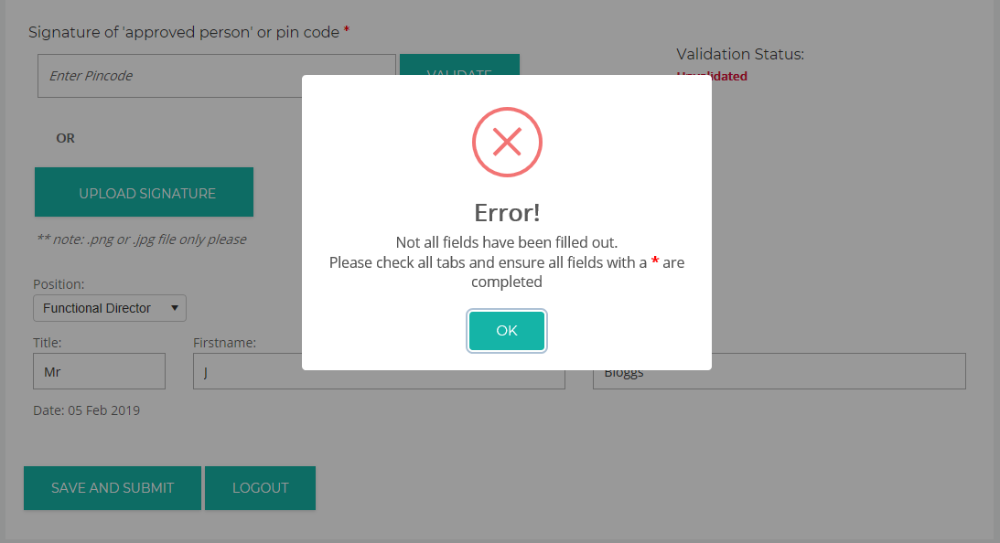 Signature of 'approved person' or pin code *
Enter Pincode
VALIDATE
Validation Status:
Unvalidated
OR
UPLOAD SIGNATURE
** note: .png or .jpg file only please
Error!
Not all fields have been filled out.
Please check all tabs and ensure all fields with a * are
completed
OK
Position:
Functional Director
Title:
Firstname:
Mr
J
Bloggs
Date: 05 Feb 2019
SAVE AND SUBMIT
LOGOUT